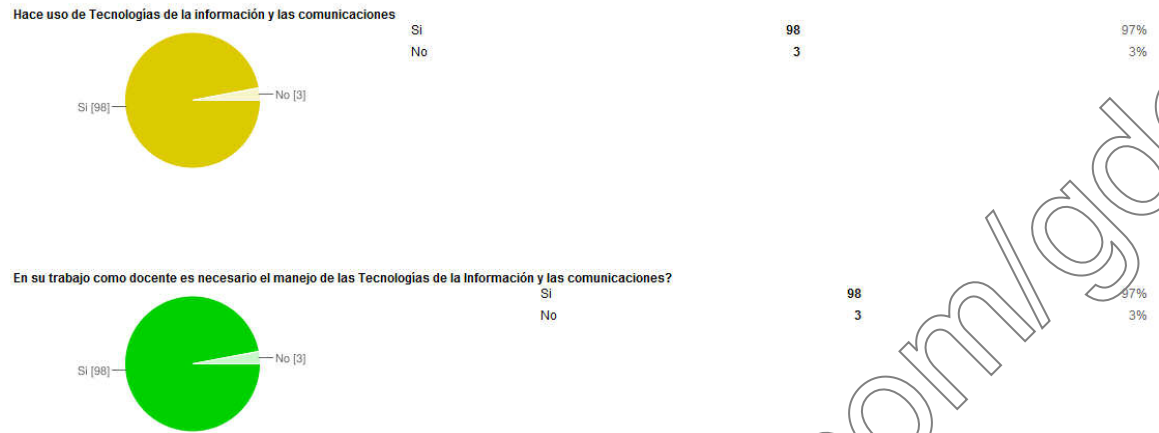 Hace uso de Tecnologías de la información y las comunicaciones
Si 98 97%
No 3 3%
Si [98]
No [3]
En su trabajo como docente es necesario el manejo de las Tecnologías de la Información y las comunicaciones?
Si 98 97%
No 3 3%
Si [98]
No [3]
om/gd